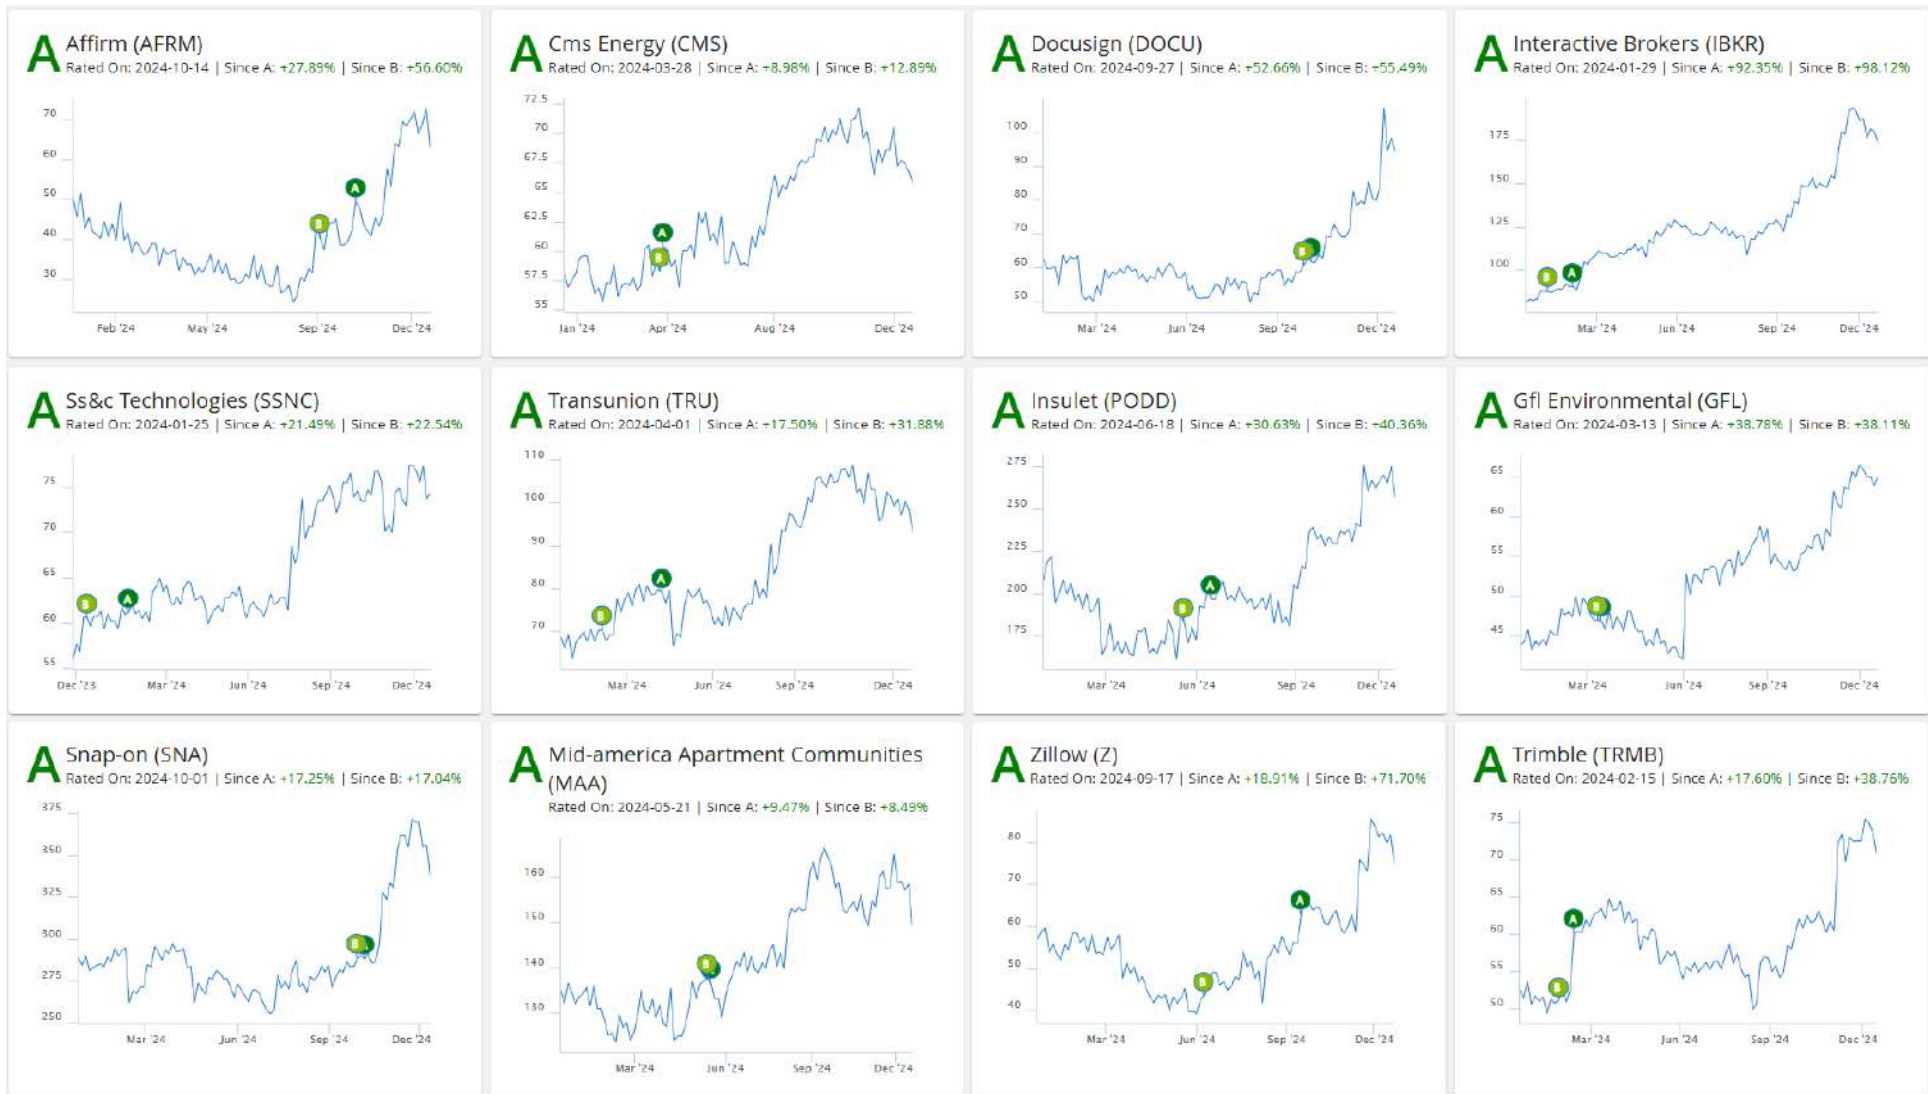 A Affirm (AFRM)
Rated On: 2024-10-14 | Since A: +27.89% | Since B: +56.60%
70
60
50
40
30
B
A
Feb '24 May '24 Sep '24 Dec '24
A Cms Energy (CMS)
Rated On: 2024-03-28 | Since A: +8.98% | Since B: +12.89%
72.5
70
67.5
65
62.5
60
57.5
55
A
B
Jan '24 Apr '24 Aug '24 Dec '24
A Docusign (DOCU)
Rated On: 2024-09-27 | Since A: +52.66% | Since B: +55.49%
100
90
80
70
60
50
B
Mar '24 Jun '24 Sep '24 Dec '24
A Interactive Brokers (IBKR)
Rated On: 2024-01-29 | Since A: +92.35% | Since B: +98.12%
175
150
125
100
B
A
Mar '24 Jun '24 Sep '24 Dec '24
A Ss&c Technologies (SSNC)
Rated On: 2024-01-25 | Since A: +21.49% | Since B: +22.54%
75
70
65
60
55
B
A
Dec '23 Mar '24 Jun '24 Sep '24 Dec '24
A Transunion (TRU)
Rated On: 2024-04-01 | Since A: +17.50% | Since B: +31.88%
110
100
90
80
70
A
B
Mar '24 Jun '24 Sep '24 Dec '24
A Insulet (PODD)
Rated On: 2024-06-18 | Since A: +30.63% | Since B: +40.36%
275
250
225
200
175
B
A
Mar '24 Jun '24 Sep '24 Dec '24
A Gfl Environmental (GFL)
Rated On: 2024-03-13 | Since A: +38.78% | Since B: +38.11%
65
60
55
50
45
B
Mar '24 Jun '24 Sep '24 Dec '24
A Snap-on (SNA)
Rated On: 2024-10-01 | Since A: +17.25% | Since B: +17.04%
375
350
325
300
275
250
B
Mar '24 Jun '24 Sep '24 Dec '24
A Mid-america Apartment Communities
(MAA)
Rated On: 2024-05-21 | Since A: +9.47% | Since B: +8.49%
160
150
140
130
B
Mar '24 Jun '24 Sep '24 Dec '24
A Zillow (Z)
Rated On: 2024-09-17 | Since A: +18.91% | Since B: +71.70%
80
70
60
50
40
A
B
Mar '24 Jun '24 Sep '24 Dec '24
A Trimble (TRMB)
Rated On: 2024-02-15 | Since A: +17.60% | Since B: +38.76%
75
70
65
60
55
50
A
B
Mar '24 Jun '24 Sep '24 Dec '24